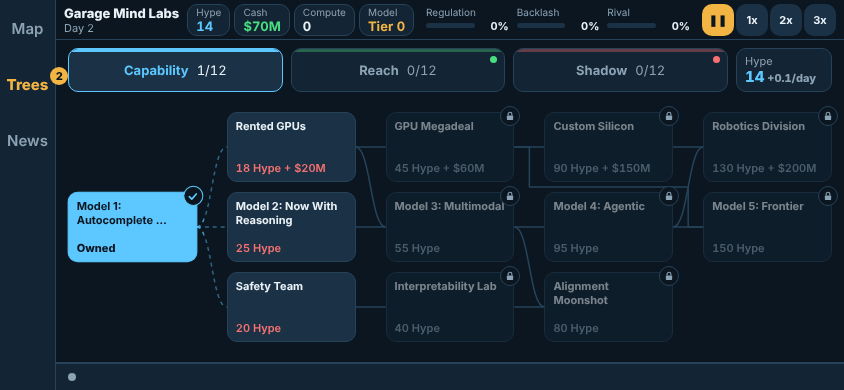 Map
Trees
2
News
Garage Mind Labs
Day 2
Hype
14
Cash
$70M
Compute
0
Model
Tier 0
Regulation
0%
Backlash
0%
Rival
0%
1x
2x
3x
Capability 1/12
Reach 0/12
Shadow 0/12
Hype
14 +0.1/day
Rented GPUs
18 Hype + $20M
GPU Megadeal
45 Hype + $60M
Custom Silicon
90 Hype + $150M
Robotics Division
130 Hype + $200M
Model 1:
Autocomplete ...
Owned
Model 2: Now With
Reasoning
25 Hype
Model 3: Multimodal
55 Hype
Model 4: Agentic
95 Hype
Model 5: Frontier
150 Hype
Safety Team
20 Hype
Interpretability Lab
40 Hype
Alignment
Moonshot
80 Hype